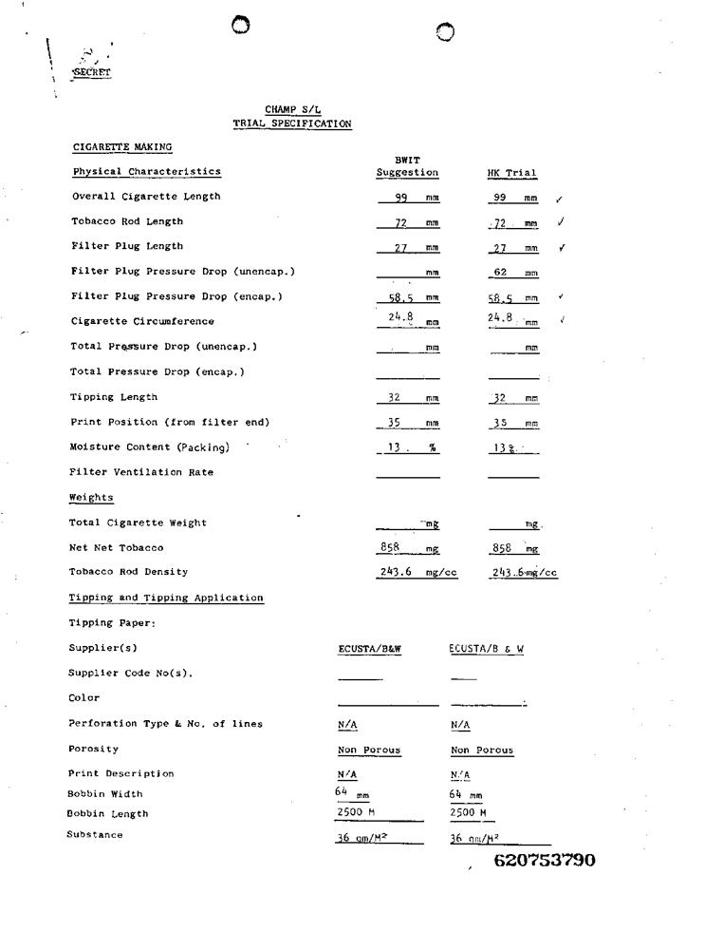 SECRET
CHAMP S/L
TRIAL SPECIFICATION
CIGARETTE MAKING
BWIT
Physical Characteristics Suggestion HK Trial
Overall Cigarette Length 99 mm 99 mm ✓
Tobacco Rod Length 72 mm 72 mm ✓
Filter Plug Length 27 mm 27 mm ✓
Filter Plug Pressure Drop (unencap.) mm 62 mm
Filter Plug Pressure Drop (encap.) 58.5 mm 58.5 mm ✓
Cigarette Circumference 24.8 mm 24.8 mm ✓
Total Pressure Drop (unencap.) mm mm
Total Pressure Drop (encap.)
Tipping Length 32 mm 32 mm
Print Position (from filter end) 35 mm 35 mm
Moisture Content (Packing) 13. % 13%
Filter Ventilation Rate
Weights
Total Cigarette Weight mg mg.
Net Net Tobacco 858 mg 858 mg
Tobacco Rod Density 243.6 mg/cc 243.6 mg/cc
Tipping and Tipping Application
Tipping Paper:
Supplier(s) ECUSTA/B&W ECUSTA/B & W
Supplier Code No(s).
Color
Perforation Type & No. of lines N/A N/A
Porosity Non Porous Non Porous
Print Description N/A N/A
Bobbin Width 64 mm 64 mm
Bobbin Length 2500 M 2500 M
Substance 36 gm/M² 36 gm/M²
620753790